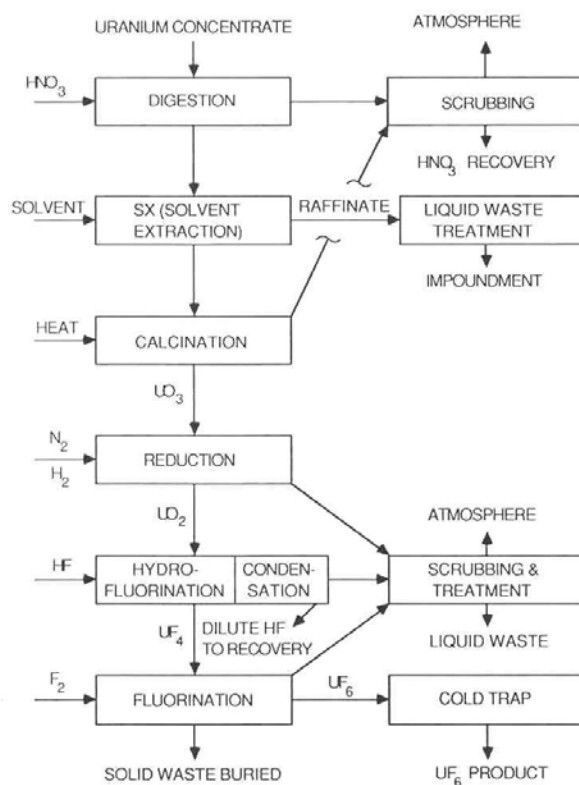 URANIUM CONCENTRATE
ATMOSPHERE
HNO₃
DIGESTION
SCRUBBING
HNO₃ RECOVERY
SOLVENT
SX (SOLVENT
EXTRACTION)
RAFFINATE
LIQUID WASTE
TREATMENT
IMPOUNDMENT
HEAT
CALCINATION
UO₃
N₂
H₂
REDUCTION
UO₂
ATMOSPHERE
HF
HYDRO-
FLUORINATION
CONDEN-
SATION
SCRUBBING &
TREATMENT
UF₄
DILUTE HF
TO RECOVERY
LIQUID WASTE
F₂
FLUORINATION
UF₆
COLD TRAP
SOLID WASTE BURIED
UF₆ PRODUCT